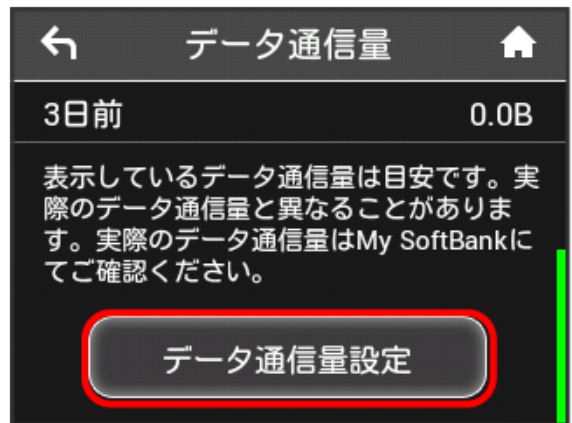 データ通信量
3日前 0.0B
表示しているデータ通信量は目安です。実
際のデータ通信量と異なることがありま
す。実際のデータ通信量はMy SoftBankに
てご確認ください。
データ通信量設定